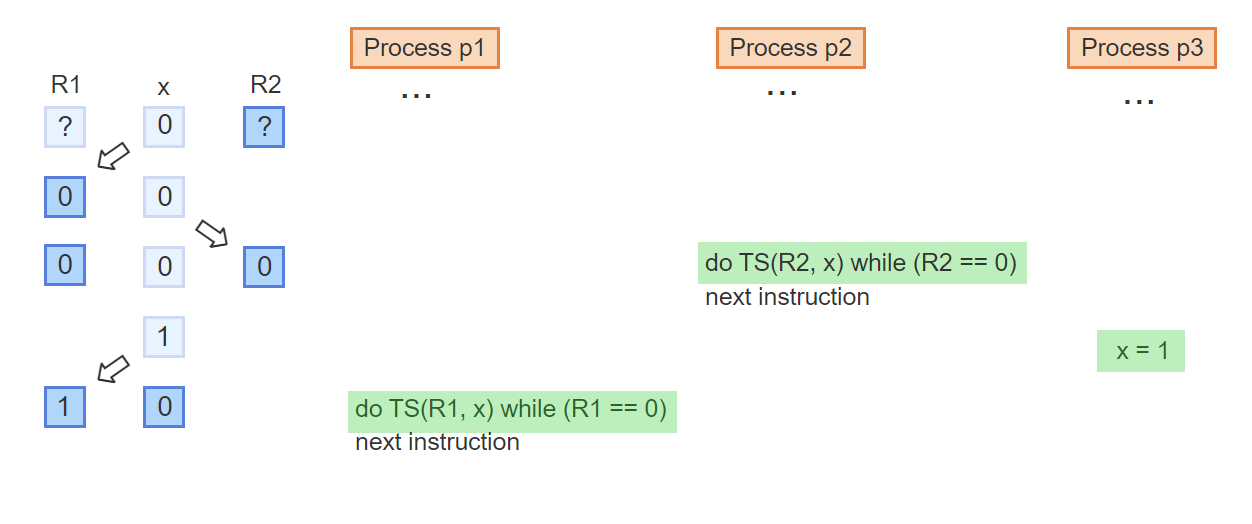 Process p1
Process p2
Process p3
...
...
...
R1 x R2
? 0 ?
0 0
0 0 0
do TS(R2, x) while (R2 == 0)
next instruction
1
x = 1
1 0
do TS(R1, x) while (R1 == 0)
next instruction